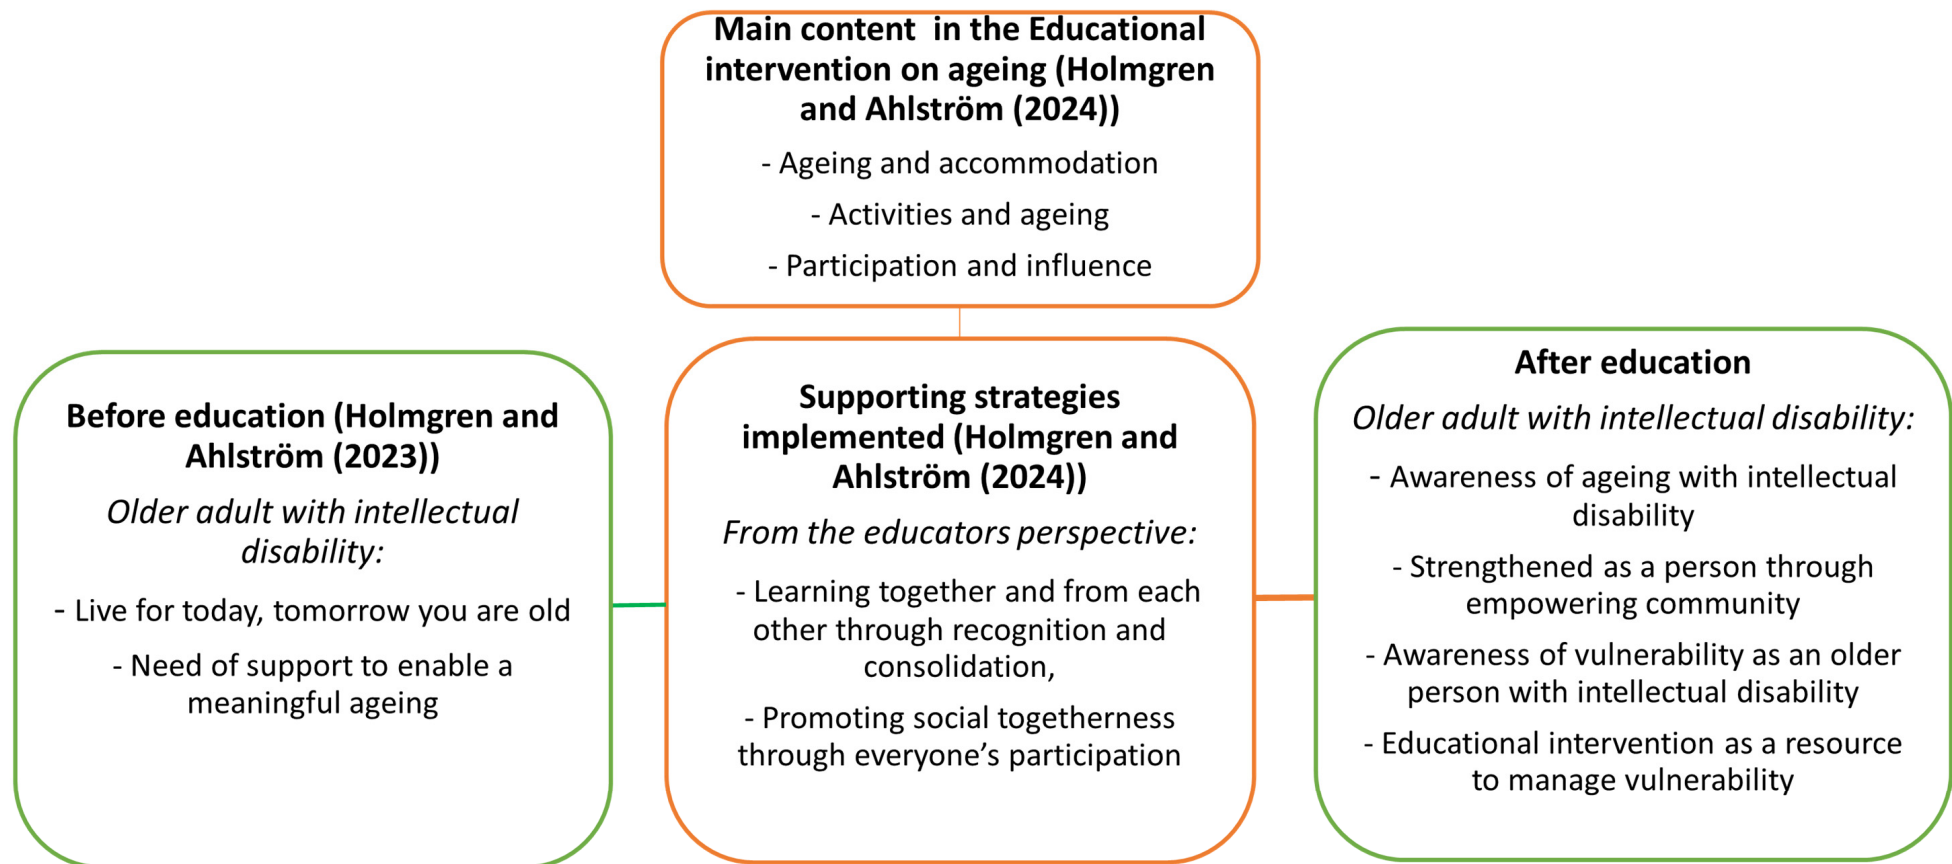 Main content  in the Educational
intervention on ageing (Holmgren
and Ahlström (2024))
- Ageing and accommodation
- Activities and ageing
- Participation and influence
Before education (Holmgren and
Ahlström (2023))
Older adult with intellectual
disability:
- Live for today, tomorrow you are old
- Need of support to enable a
meaningful ageing
Supporting strategies
implemented (Holmgren and
Ahlström (2024))
From the educators perspective:
- Learning together and from each
other through recognition and
consolidation,
- Promoting social togetherness
through everyone’s participation
After education
Older adult with intellectual disability:
- Awareness of ageing with intellectual
disability
- Strengthened as a person through
empowering community
- Awareness of vulnerability as an older
person with intellectual disability
- Educational intervention as a resource
to manage vulnerability